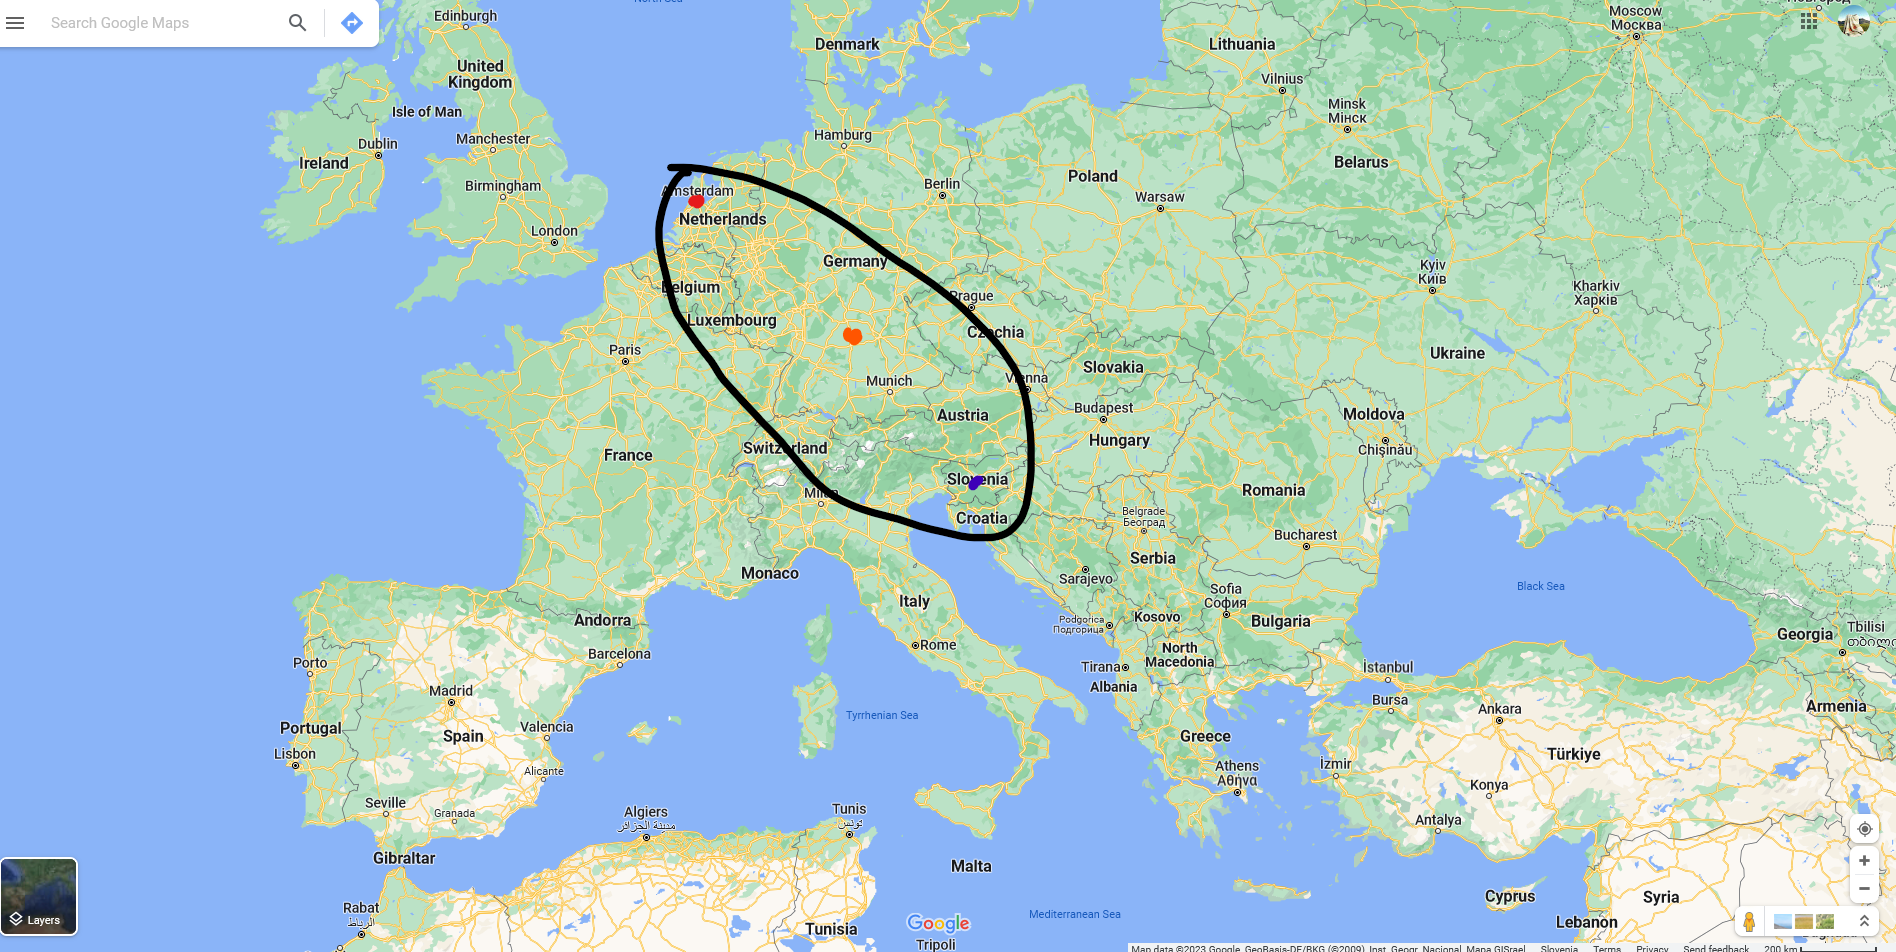 North Sea
Search Google Maps
Edinburgh
Denmark
Lithuania
Moscow
Москва
United
Kingdom
Vilnius
Isle of Man
Minsk
Мінск
Hamburg
Manchester
Dublin
Ireland
Belarus
Poland
Birmingham
Amsterdam
Berlin
Warsaw
Netherlands
London
Germany
Kyiv
Київ
Belgium
Prague
Kharkiv
Харків
Luxembourg
Czechia
Paris
Ukraine
Slovakia
Munich
Vienna
Budapest
Austria
Moldova
Hungary
Switzerland
Chișinău
France
Slovenia
Milan
Romania
Croatia
Belgrade
Београд
Bucharest
Serbia
Monaco
Sarajevo
Black Sea
Sofia
София
Italy
Andorra
Podgorica
Подгорица
Kosovo
Bulgaria
Tbilisi
Georgia
Rome
North
Macedonia
Barcelona
Porto
Tirana
İstanbul
Albania
Madrid
Bursa
Ankara
Armenia
Tyrrhenian Sea
Portugal
Valencia
Spain
Greece
Lisbon
Türkiye
Athens
Αθήνα
İzmir
Alicante
Konya
Seville
Granada
Algiers
مدينة الجزائر
Tunis
تونس
Antalya
Gibraltar
Malta
Cyprus
Syria
Rabat
الرباط
Mediterranean Sea
Layers
Google
Lebanon
Tunisia
Tripoli
Map data ©2023 Google, GeoBasis-DE/BKG (©2009), Inst. Geogr. Nacional, Mapa GISrael
Slovenia
Terms
Privacy
Send feedback
200 km